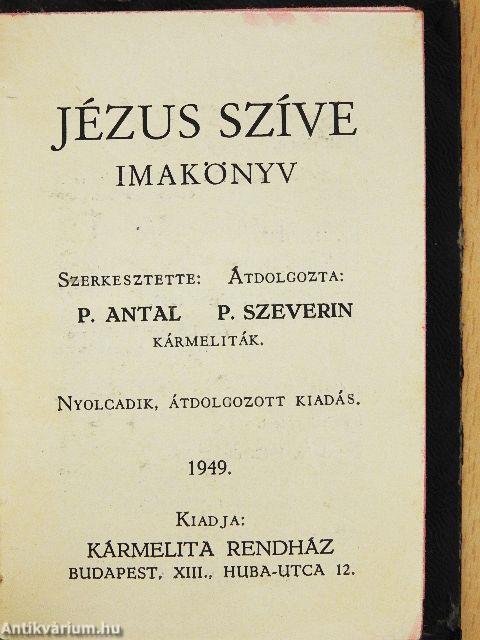 JÉZUS SZÍVE
IMAKÖNYV
SZERKESZTETTE: ÁTDOLGOZTA:
P. ANTAL P. SZEVERIN
KÁRMELITÁK.
NYOLCADIK, ÁTDOLGOZOTT KIADÁS.
1949.
KIADJA:
KÁRMELITA RENDHÁZ
BUDAPEST, XIII., HUBA-UTCA 12.
Antikvárium.hu